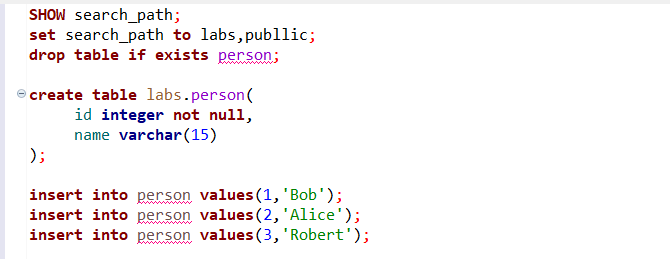 SHOW search_path;
set search_path to labs,publlic;
drop table if exists person;
create table labs.person(
id integer not null,
name varchar(15)
);
insert into person values(1,'Bob');
insert into person values(2,'Alice');
insert into person values(3,'Robert');